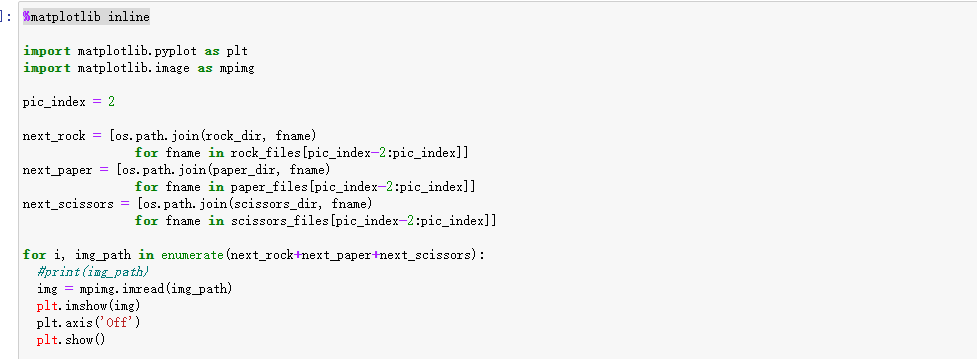 ]:
%matplotlib inline
import matplotlib.pyplot as plt
import matplotlib.image as mpimg
pic_index = 2
next_rock = [os.path.join(rock_dir, fname)
                for fname in rock_files[pic_index-2:pic_index]]
next_paper = [os.path.join(paper_dir, fname)
                for fname in paper_files[pic_index-2:pic_index]]
next_scissors = [os.path.join(scissors_dir, fname)
                for fname in scissors_files[pic_index-2:pic_index]]
for i, img_path in enumerate(next_rock+next_paper+next_scissors):
  #print(img_path)
  img = mpimg.imread(img_path)
  plt.imshow(img)
  plt.axis('Off')
  plt.show()